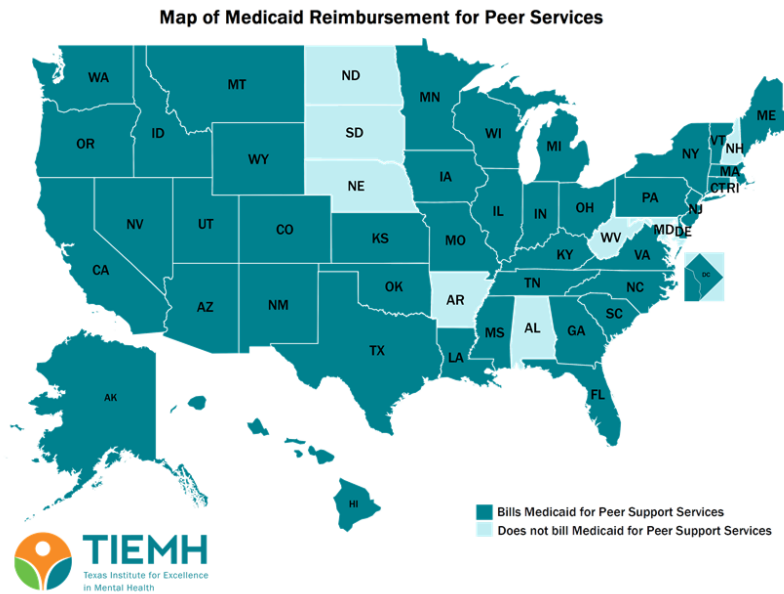 Map of Medicaid Reimbursement for Peer Services
WA
MT
ND
MN
ME
OR
ID
SD
WI
MI
VT
NH
NY
WY
MA
IA
CT
RI
NE
PA
NV
UT
CO
IL
IN
OH
NJ
KS
MO
WV
MD
DE
CA
KY
VA
DC
OK
TN
NC
AZ
NM
AR
SC
MS
AL
GA
TX
LA
FL
AK
HI
Bills Medicaid for Peer Support Services
Does not bill Medicaid for Peer Support Services
TIEMH
Texas Institute for Excellence
in Mental Health